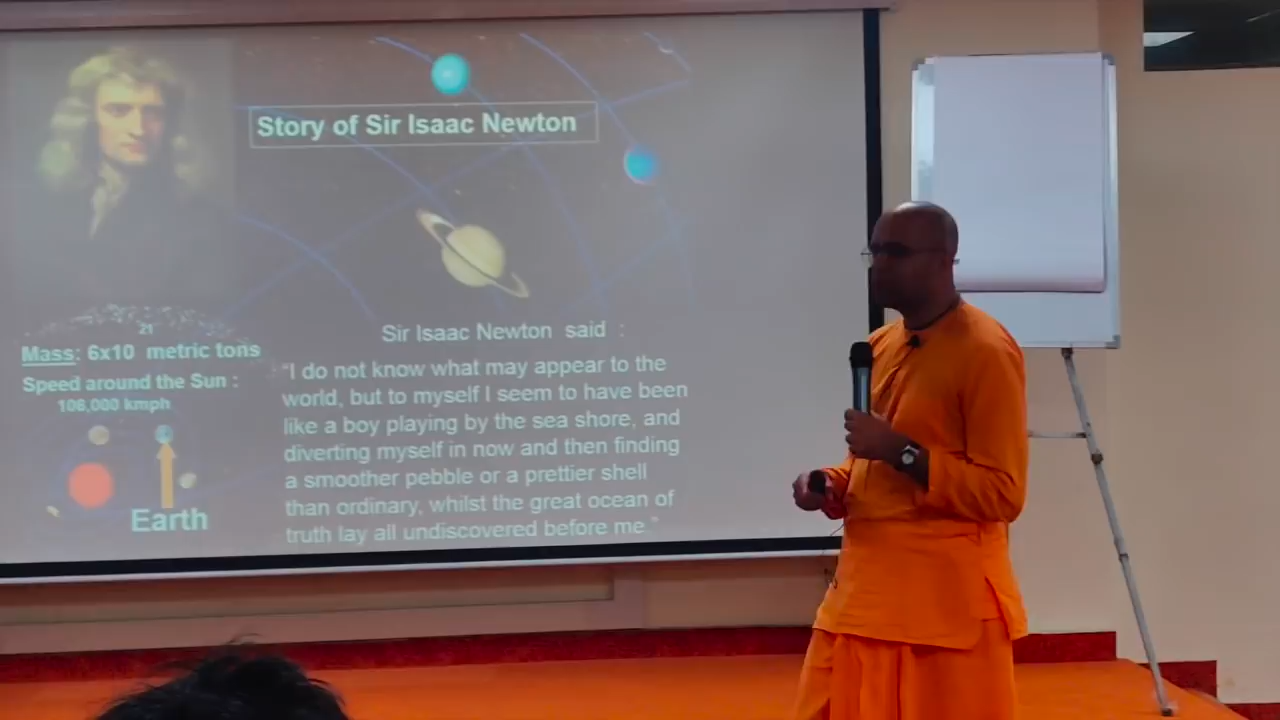 Story of Sir Isaac Newton
21
Mass: 6x10 metric tons
Speed around the Sun :
106,000 kmph
Earth
Sir Isaac Newton said :
"I do not know what may appear to the
world, but to myself I seem to have been
like a boy playing by the sea shore, and
diverting myself in now and then finding
a smoother pebble or a prettier shell
than ordinary, whilst the great ocean of
truth lay all undiscovered before me."